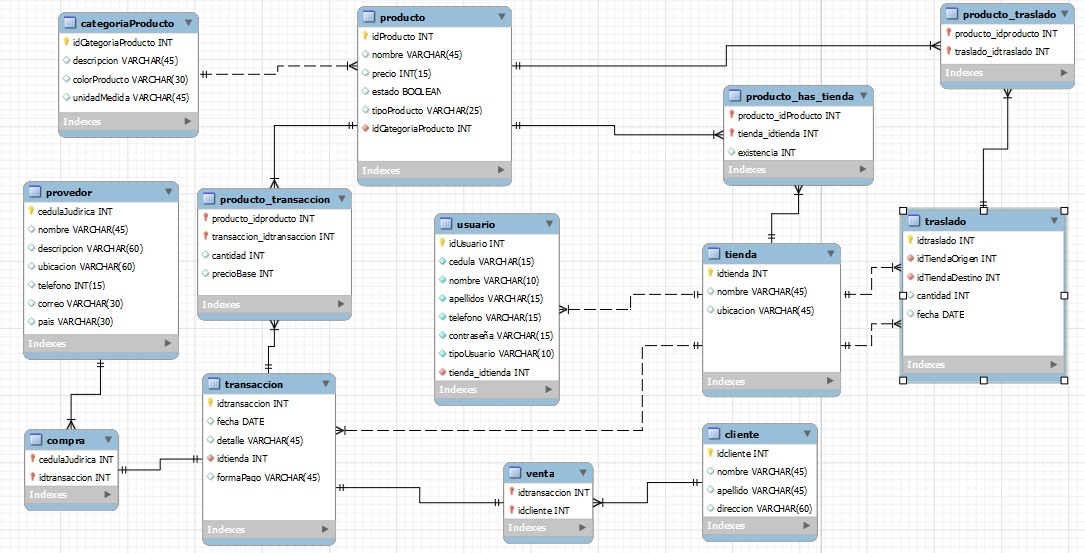 categoriaProducto
idCategoriaProducto INT
descripcion VARCHAR(45)
colorProducto VARCHAR(30)
unidadMedida VARCHAR(45)
Indexes
producto
idProducto INT
nombre VARCHAR(45)
precio INT(15)
estado BOOLEAN
tipoProducto VARCHAR(25)
idCategoriaProducto INT
Indexes
producto_traslado
producto_idproducto INT
traslado_idtraslado INT
Indexes
producto_has_tienda
producto_idProducto INT
tienda_idtienda INT
existencia INT
Indexes
provedor
cedulaJudirica INT
nombre VARCHAR(45)
descripcion VARCHAR(60)
ubicacion VARCHAR(60)
telefono INT(15)
correo VARCHAR(30)
pais VARCHAR(30)
Indexes
producto_transaccion
producto_idproducto INT
transaccion_idtransaccion INT
cantidad INT
precioBase INT
Indexes
usuario
idUsuario INT
cedula VARCHAR(15)
nombre VARCHAR(10)
apellidos VARCHAR(15)
telefono VARCHAR(15)
contraseña VARCHAR(15)
tipoUsuario VARCHAR(10)
tienda_idtienda INT
Indexes
tienda
idtienda INT
nombre VARCHAR(45)
ubicacion VARCHAR(45)
Indexes
traslado
idtraslado INT
idTiendaOrigen INT
idTiendaDestino INT
cantidad INT
fecha DATE
Indexes
compra
cedulaJudirica INT
idtransaccion INT
Indexes
transaccion
idtransaccion INT
fecha DATE
detalle VARCHAR(45)
idtienda INT
formaPago VARCHAR(45)
Indexes
venta
idtransaccion INT
idcliente INT
Indexes
cliente
idcliente INT
nombre VARCHAR(45)
apellido VARCHAR(45)
direccion VARCHAR(60)
Indexes